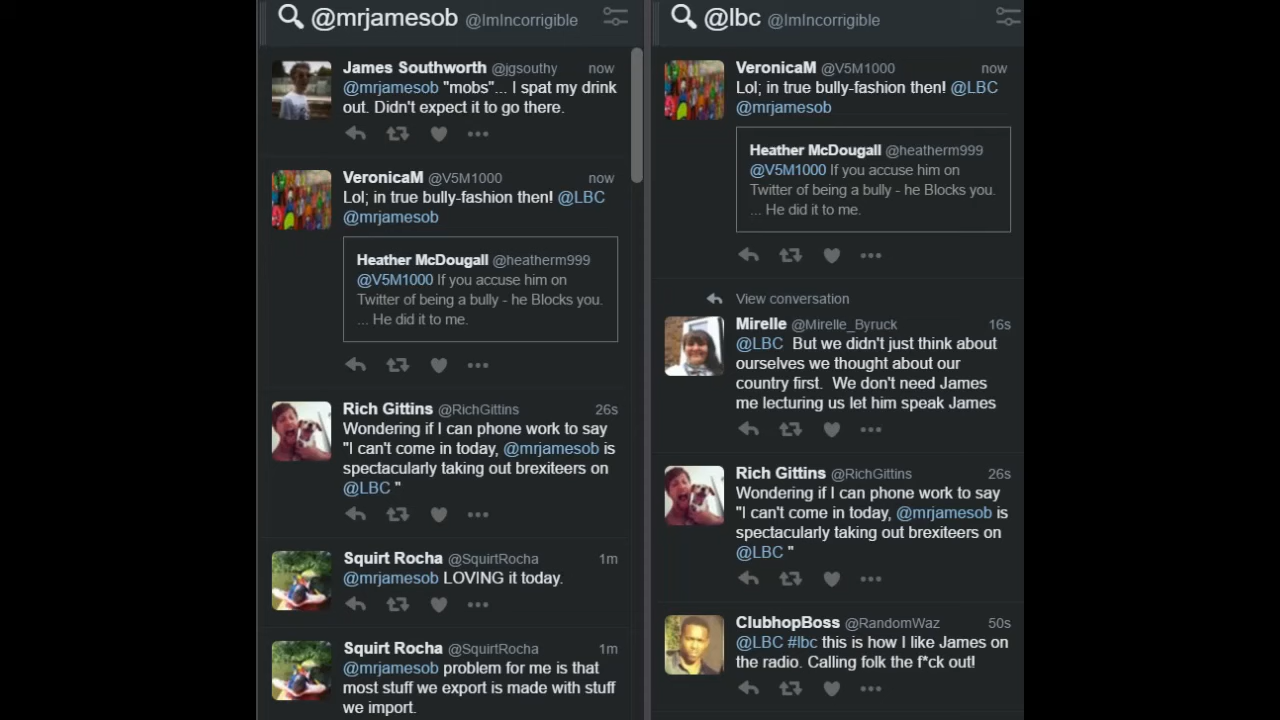 @mrjamesob @ImIncorrigible
James Southworth @jgsouthy now
@mrjamesob "mobs"... I spat my drink
out. Didn't expect it to go there.
VeronicaM @V5M1000 now
Lol; in true bully-fashion then! @LBC
@mrjamesob
Heather McDougall @heatherm999
@V5M1000 If you accuse him on
Twitter of being a bully - he Blocks you.
... He did it to me.
Rich Gittins @RichGittins 26s
Wondering if I can phone work to say
"I can't come in today, @mrjamesob is
spectacularly taking out brexiteers on
@LBC "
Squirt Rocha @SquirtRocha 1m
@mrjamesob LOVING it today.
Squirt Rocha @SquirtRocha 1m
@mrjamesob problem for me is that
most stuff we export is made with stuff
we import.
@lbc @ImIncorrigible
VeronicaM @V5M1000 now
Lol; in true bully-fashion then! @LBC
@mrjamesob
Heather McDougall @heatherm999
@V5M1000 If you accuse him on
Twitter of being a bully - he Blocks you.
... He did it to me.
View conversation
Mirelle @Mirelle_Byruck 16s
@LBC But we didn't just think about
ourselves we thought about our
country first. We don't need James
me lecturing us let him speak James
Rich Gittins @RichGittins 26s
Wondering if I can phone work to say
"I can't come in today, @mrjamesob is
spectacularly taking out brexiteers on
@LBC "
ClubhopBoss @RandomWaz 50s
@LBC #lbc this is how I like James on
the radio. Calling folk the f*ck out!